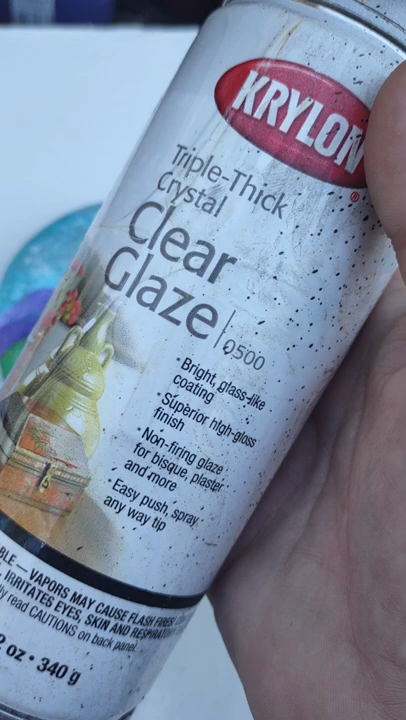 KRYLON
®
Triple-Thick
Crystal
Clear
Glaze
0500
• Bright, glass-like
coating
• Superior high-gloss
finish
• Non-firing glaze
for bisque, plaster
and more
• Easy push, spray
any way tip
BLE — VAPORS MAY CAUSE FLASH FIRES
IRRITATES EYES, SKIN AND
read CAUTIONS on back panel.
oz • 340 g